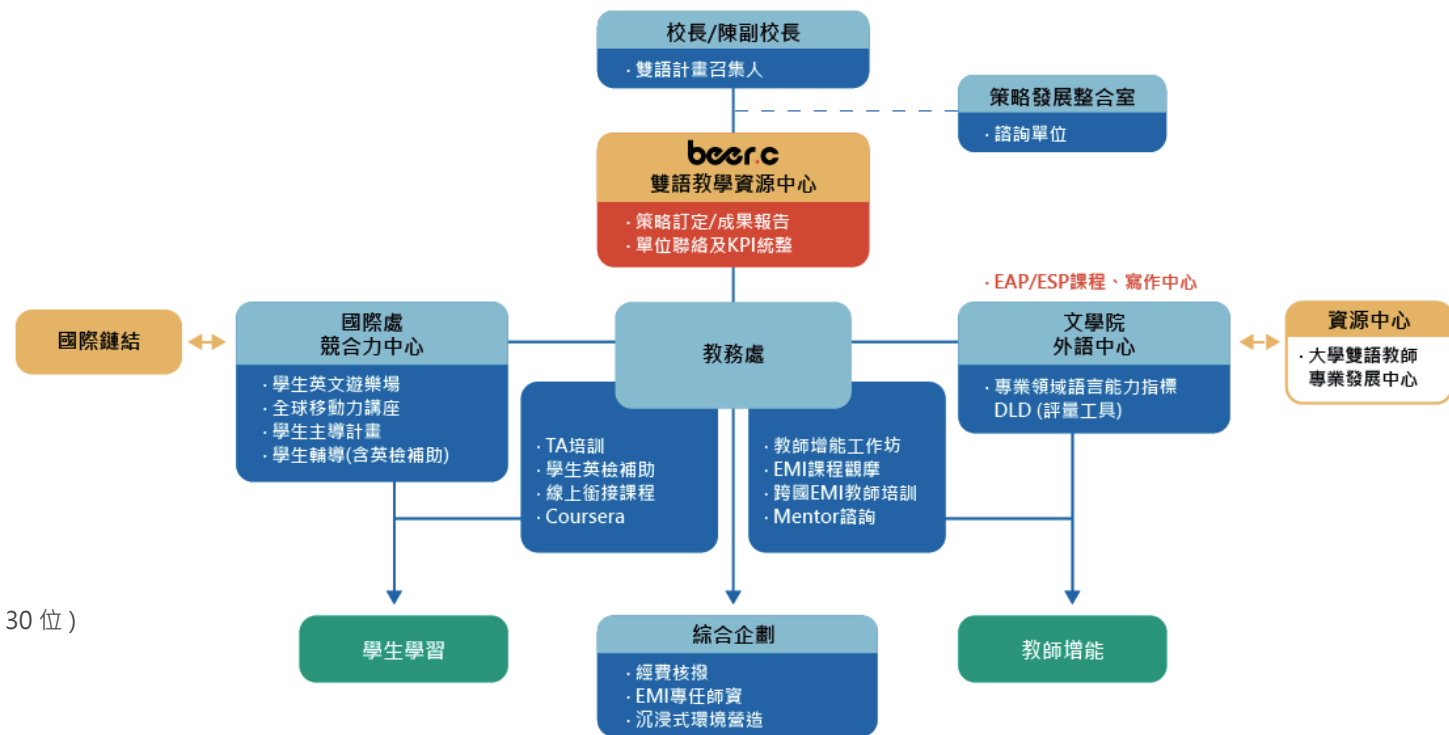 校長/陳副校長
· 雙語計畫召集人
策略發展整合室
· 諮詢單位
beer.c
雙語教學資源中心
· 策略訂定/成果報告
· 單位聯絡及KPI統整
· EAP/ESP課程、寫作中心
國際鏈結
國際處
競合力中心
· 學生英文遊樂場
· 全球移動力講座
· 學生主導計畫
· 學生輔導(含英檢補助)
教務處
文學院
外語中心
· 專業領域語言能力指標
DLD (評量工具)
資源中心
· 大學雙語教師
專業發展中心
· TA培訓
· 學生英檢補助
· 線上銜接課程
· Coursera
· 教師增能工作坊
· EMI課程觀摩
· 跨國EMI教師培訓
· Mentor諮詢
30 位 )
學生學習
綜合企劃
· 經費核撥
· EMI專任師資
· 沉浸式環境營造
教師增能